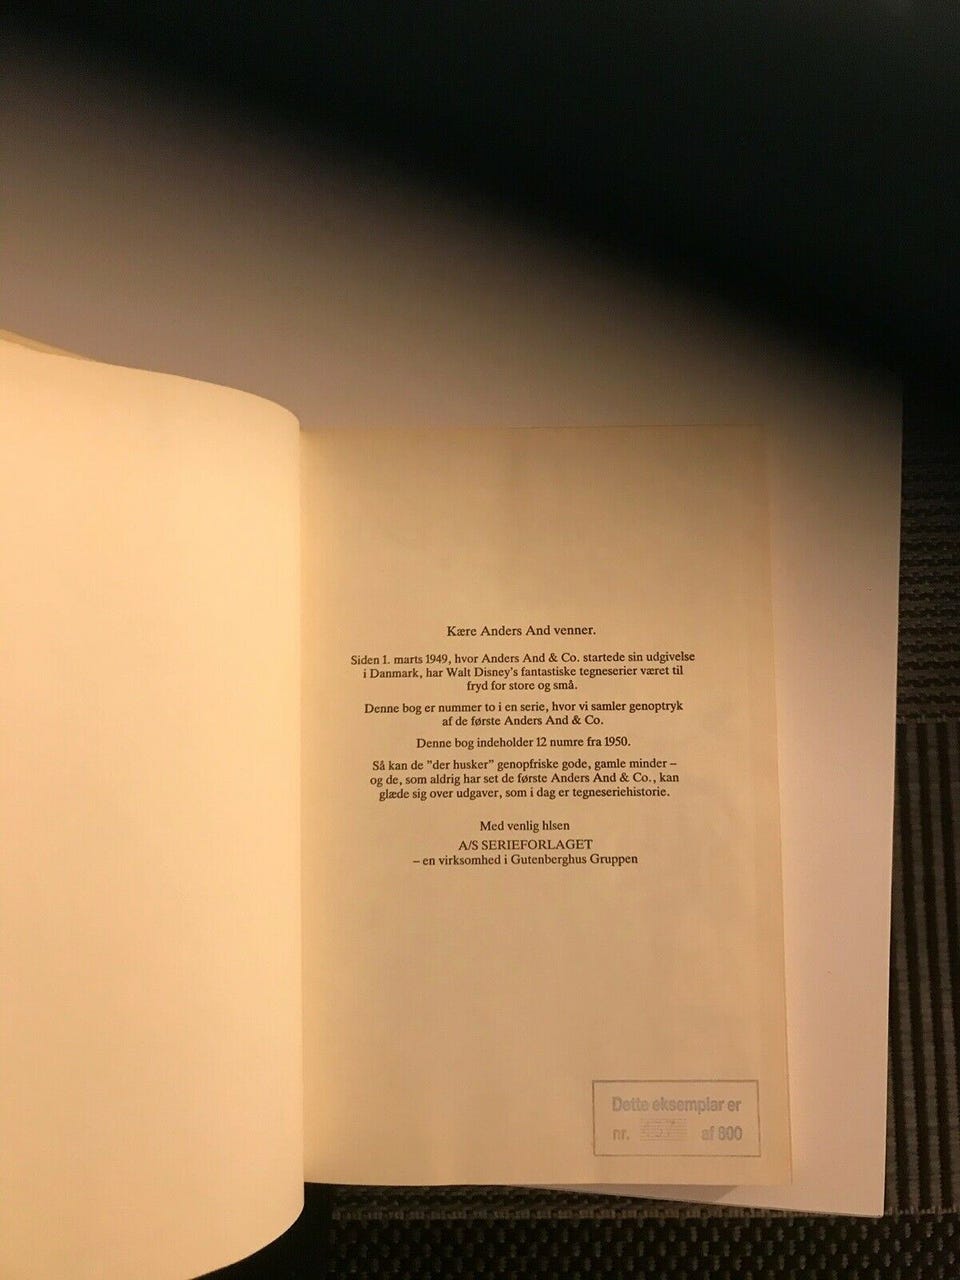 Kære Anders And venner.
Siden 1. marts 1949, hvor Anders And & Co. startede sin udgivelse
i Danmark, har Walt Disney's fantastiske tegneserier været til
fryd for store og små.
Denne bog er nummer to i en serie, hvor vi samler genoptryk
af de første Anders And & Co.
Denne bog indeholder 12 numre fra 1950.
Så kan de "der husker" genopfriske gode, gamle minder –
og de, som aldrig har set de første Anders And & Co., kan
glæde sig over udgaver, som i dag er tegneseriehistorie.
Med venlig hlsen
A/S SERIEFORLAGET
– en virksomhed i Gutenberghus Gruppen
Dette eksemplar er
nr. af 800